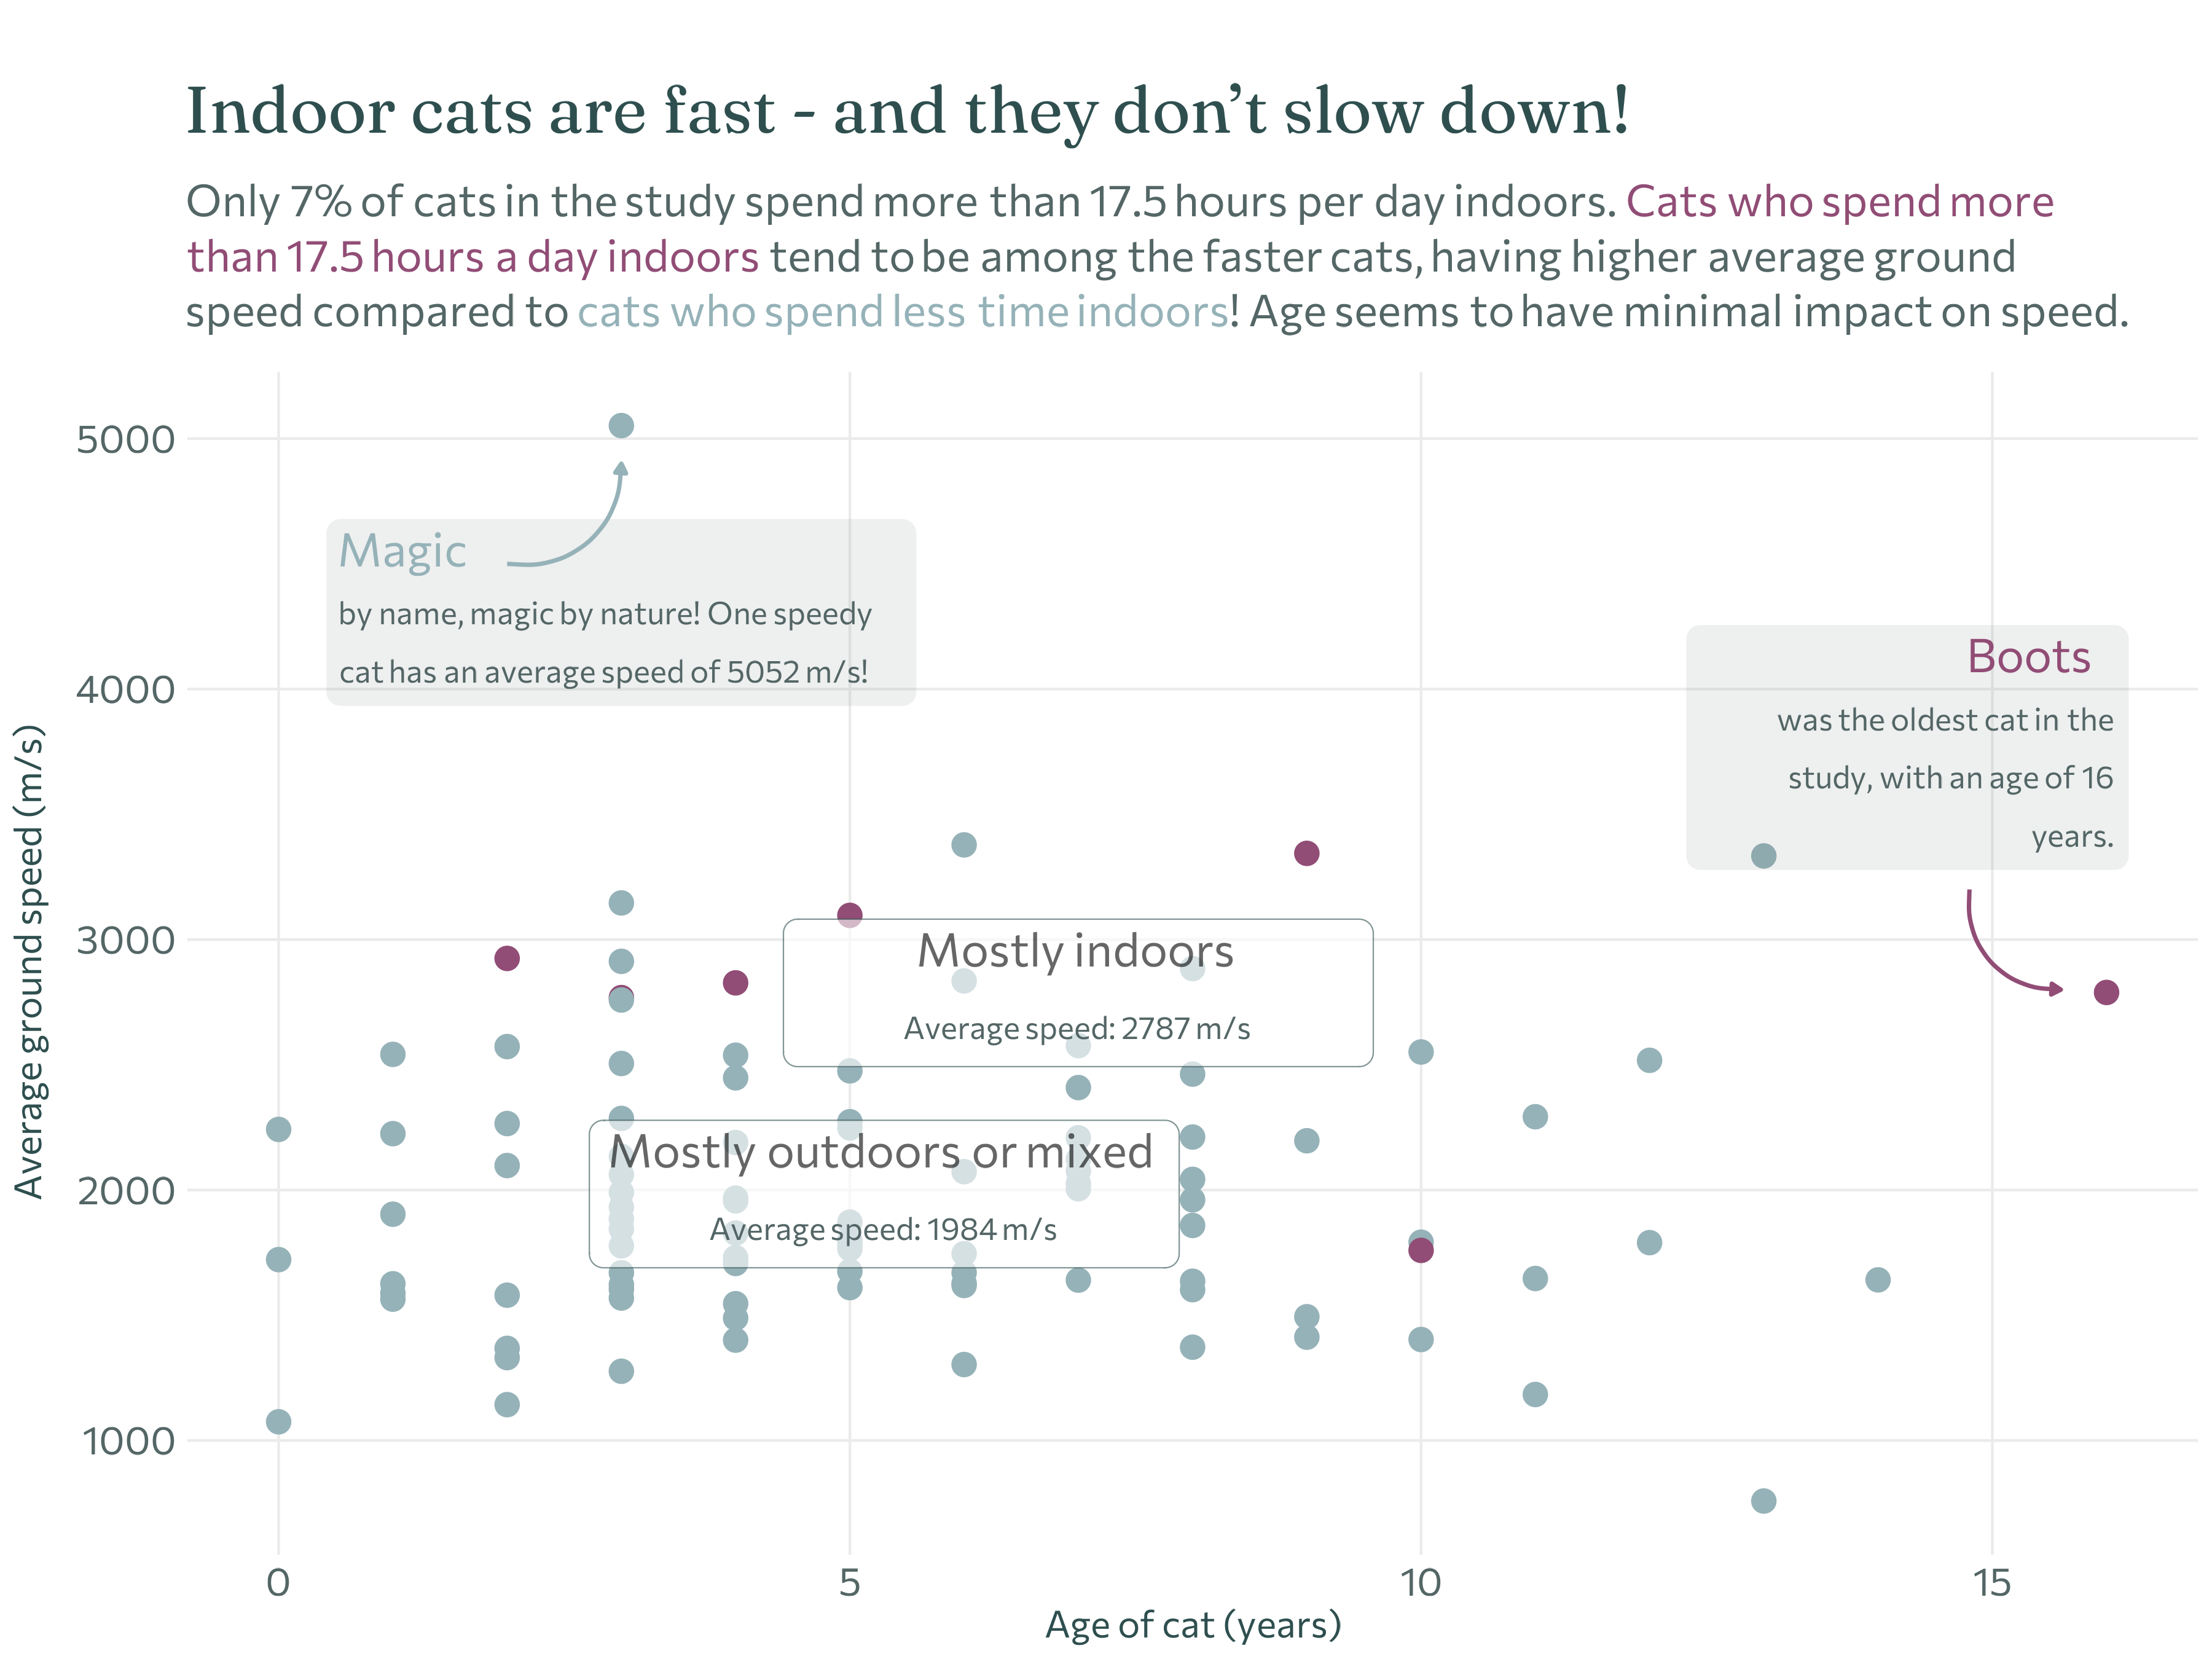 Indoor cats are fast - and they don’t slow down!
Only 7% of cats in the study spend more than 17.5 hours per day indoors. Cats who spend more
than 17.5 hours a day indoors tend to be among the faster cats, having higher average ground
speed compared to cats who spend less time indoors! Age seems to have minimal impact on speed.
5000
Magic
by name, magic by nature! One speedy
cat has an average speed of 5052 m/s!
4000
Boots
was the oldest cat in the
study, with an age of 16
years.
Average ground speed (m/s)
3000
Mostly indoors
Average speed: 2787 m/s
Mostly outdoors or mixed
2000
Average speed: 1984 m/s
1000
0
5
10
15
Age of cat (years)